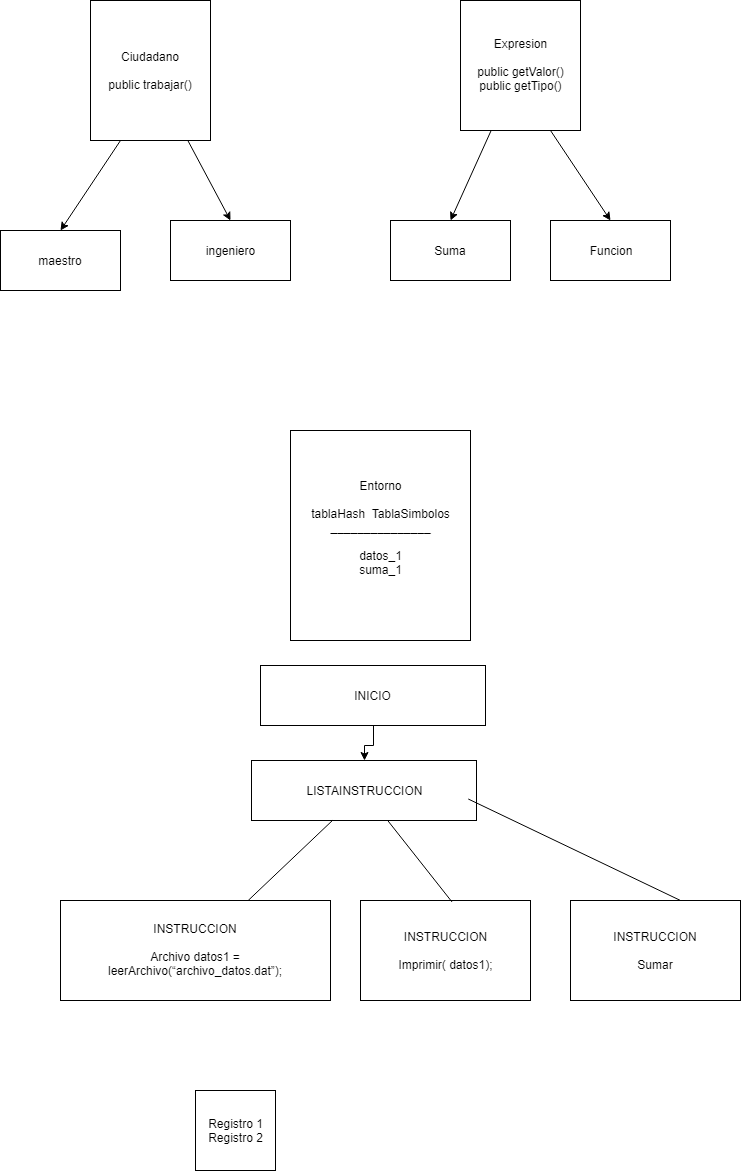 Ciudadano
public trabajar()
Expresion
public getValor()
public getTipo()
maestro
ingeniero
Suma
Funcion
Entorno
tablaHash  TablaSimbolos
_______________
datos_1
suma_1
INICIO
LISTAINSTRUCCION
INSTRUCCION
Archivo datos1 =
leerArchivo(“archivo_datos.dat”);
INSTRUCCION
Imprimir( datos1);
INSTRUCCION
Sumar
Registro 1
Registro 2